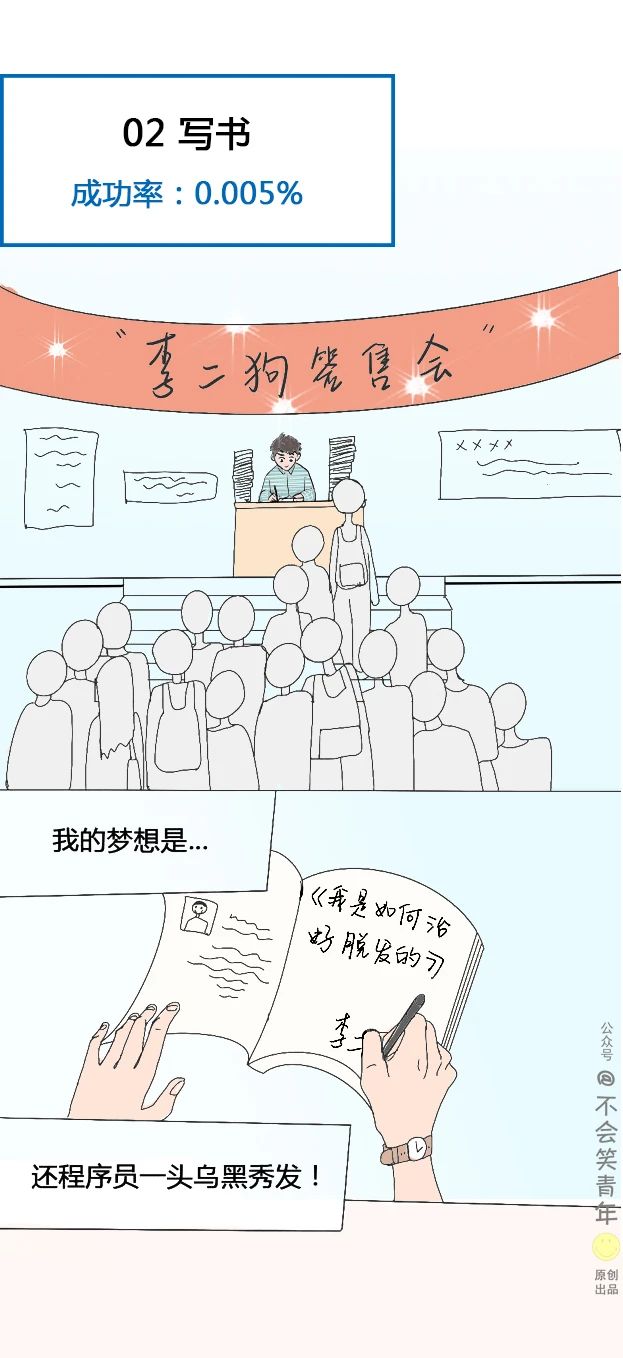 02 写书
成功率：0.005%
“李二狗签售会”
××××
我的梦想是...
《我是如何治
好脱发的》
李二
还程序员一头乌黑秀发！
公众号
@不会笑青年
原创
出品